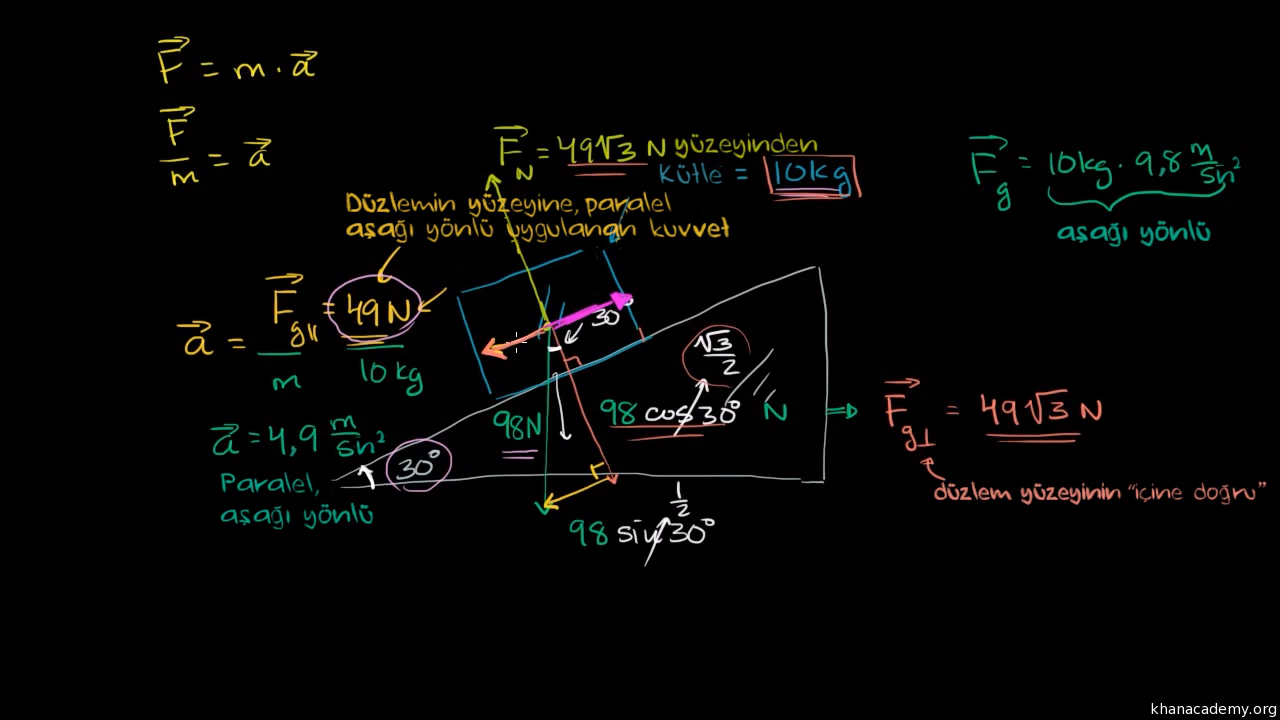 F = m . a
F/m = a
F_N = 49√3 N yüzeyinden
Kütle = 10kg
F_g = 10kg . 9,8 m/sn²
aşağı yönlü
Düzlemin yüzeyine, paralel
aşağı yönlü uygulanan kuvvet
a = F_g|| / m = 49N / 10 kg
30
√3/2
98 cos 30° N
98N
F_g⊥ = 49√3 N
düzlem yüzeyinin "içine doğru"
a = 4,9 m/sn²
Paralel,
aşağı yönlü
30°
1/2
98 sin 30°
khanacademy.org